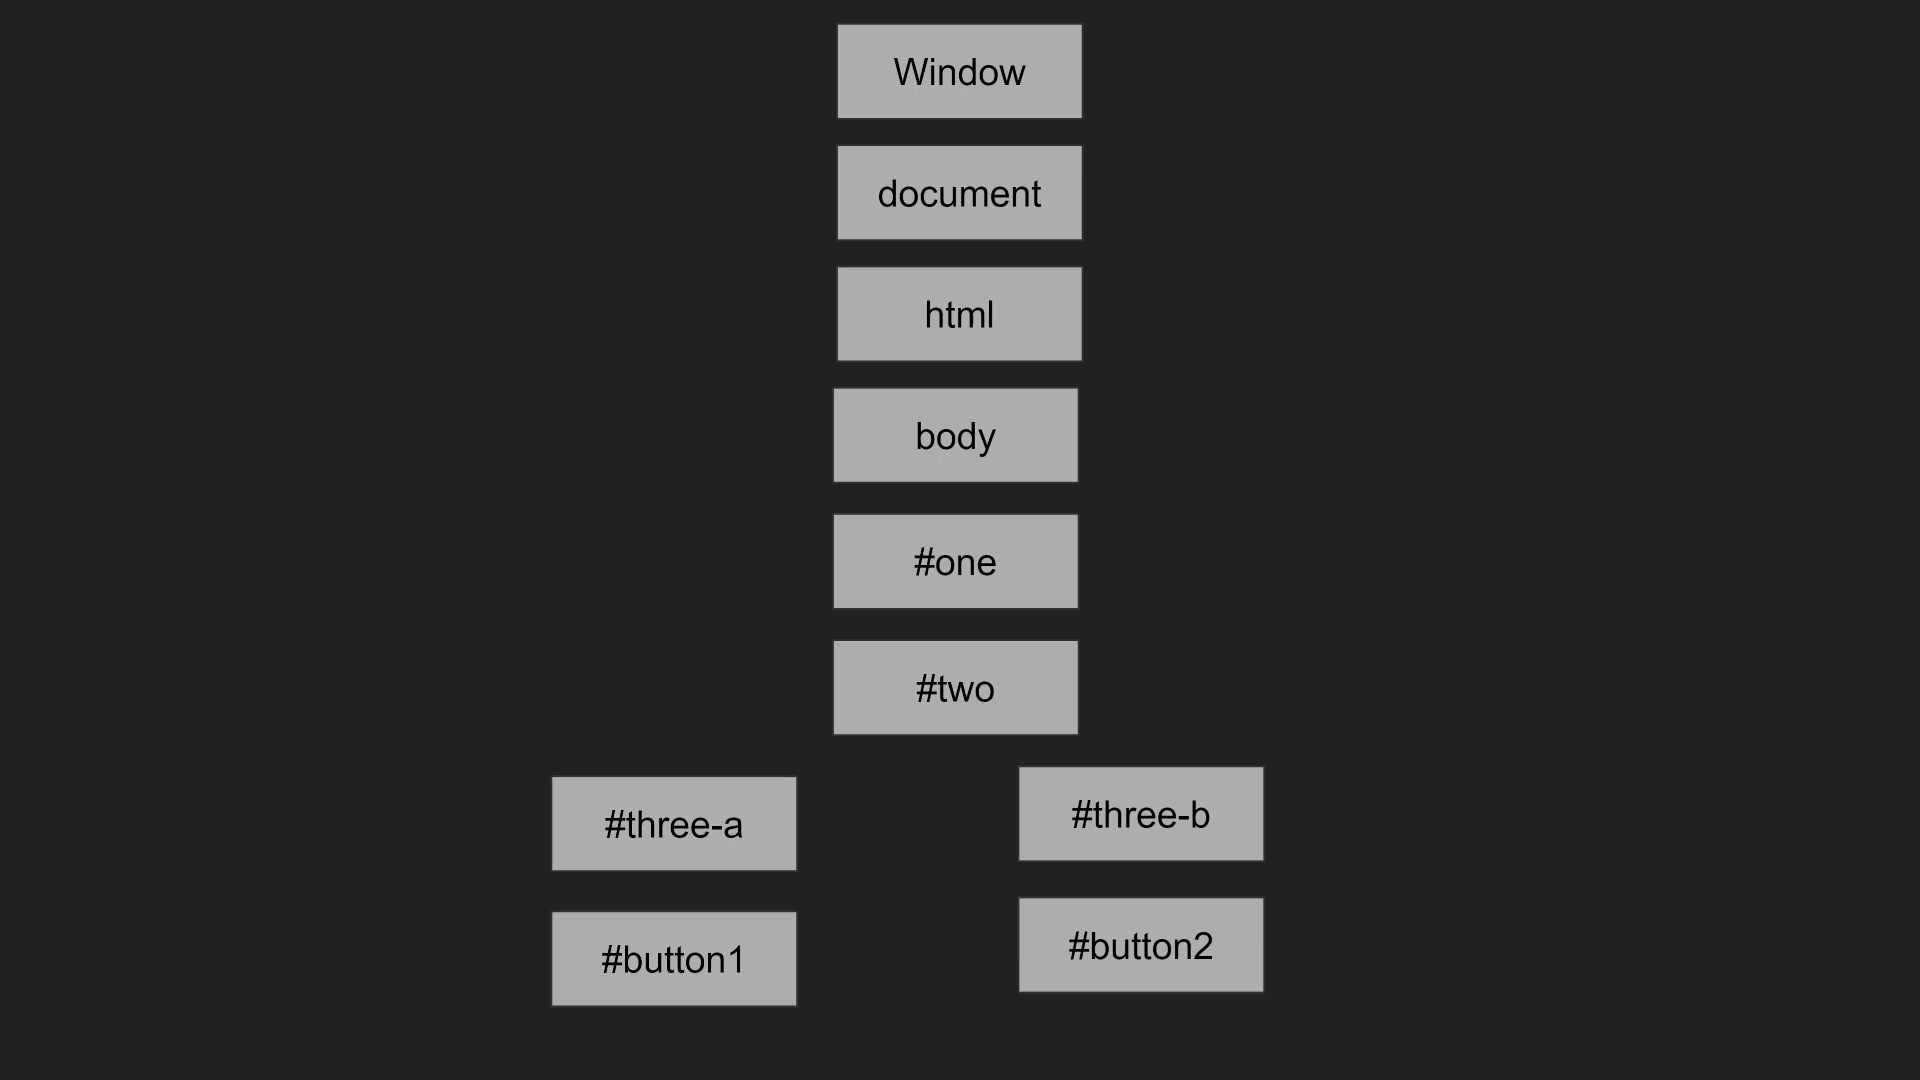 Window
document
html
body
#one
#two
#three-a
#three-b
#button1
#button2